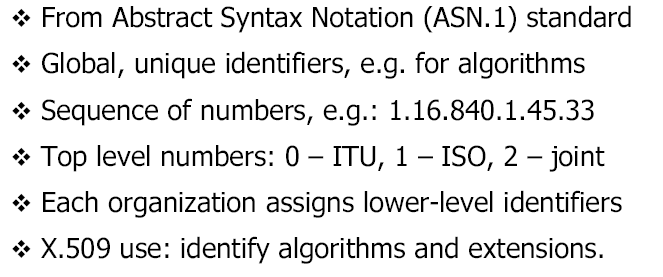 ❖ From Abstract Syntax Notation (ASN.1) standard
❖ Global, unique identifiers, e.g. for algorithms
❖ Sequence of numbers, e.g.: 1.16.840.1.45.33
❖ Top level numbers: 0 – ITU, 1 – ISO, 2 – joint
❖ Each organization assigns lower-level identifiers
❖ X.509 use: identify algorithms and extensions.